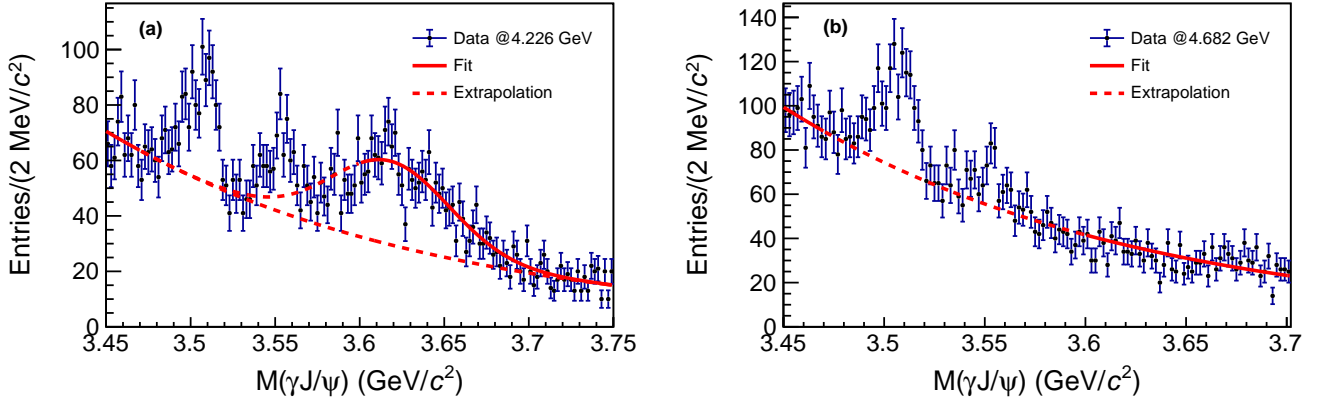 (a)
Data @4.226 GeV
Fit
Extrapolation
Entries/(2 MeV/c²)
100
80
60
40
20
0
3.45 3.5 3.55 3.6 3.65 3.7 3.75
M(γJ/ψ) (GeV/c²)
(b)
Data @4.682 GeV
Fit
Extrapolation
Entries/(2 MeV/c²)
140
120
100
80
60
40
20
0
3.45 3.5 3.55 3.6 3.65 3.7
M(γJ/ψ) (GeV/c²)